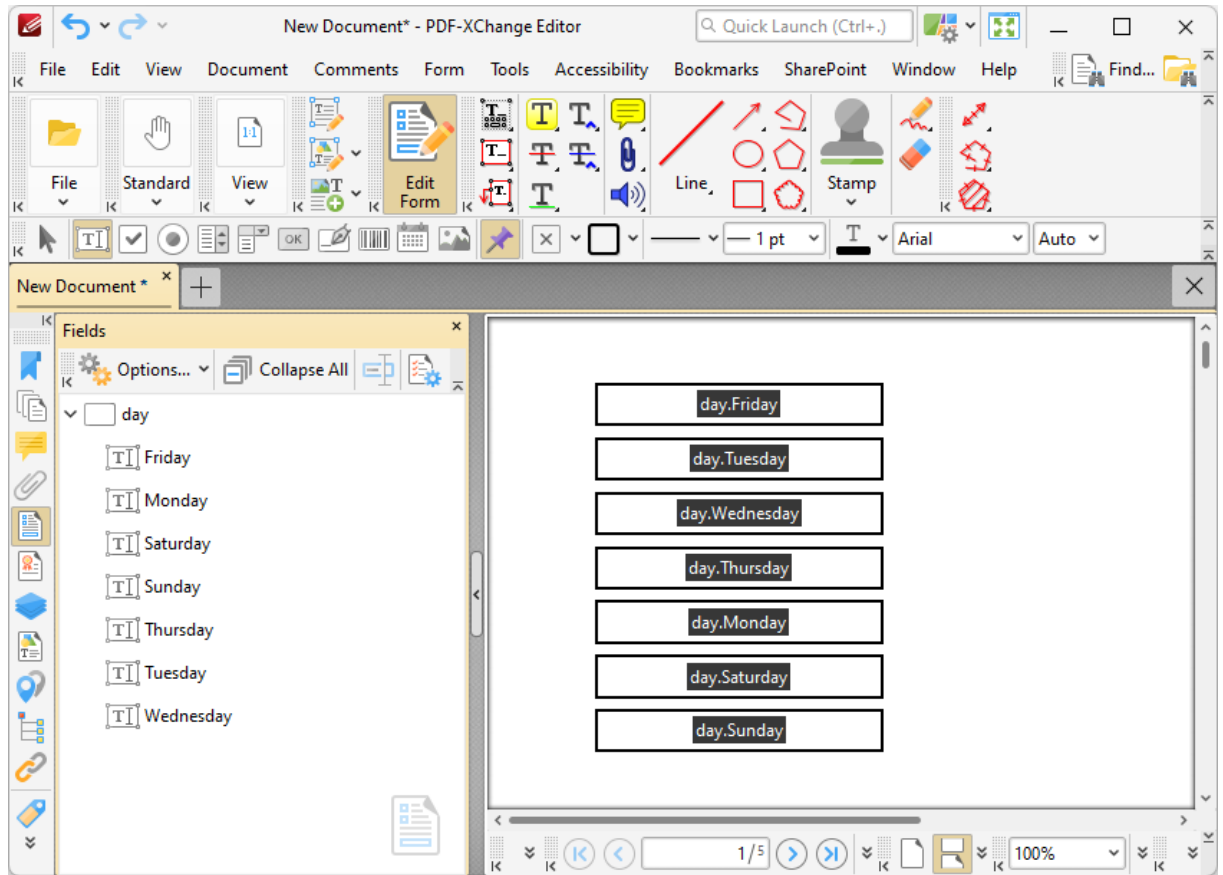 New Document* - PDF-XChange Editor
Quick Launch (Ctrl+.)
File Edit View Document Comments Form Tools Accessibility Bookmarks SharePoint Window Help Find...
File Standard 1:1 View Edit Form Line Stamp
OK 1 pt T Arial Auto
New Document *
Fields
Options... Collapse All
day
Friday
Monday
Saturday
Sunday
Thursday
Tuesday
Wednesday
day.Friday
day.Tuesday
day.Wednesday
day.Thursday
day.Monday
day.Saturday
day.Sunday
1/5 100%